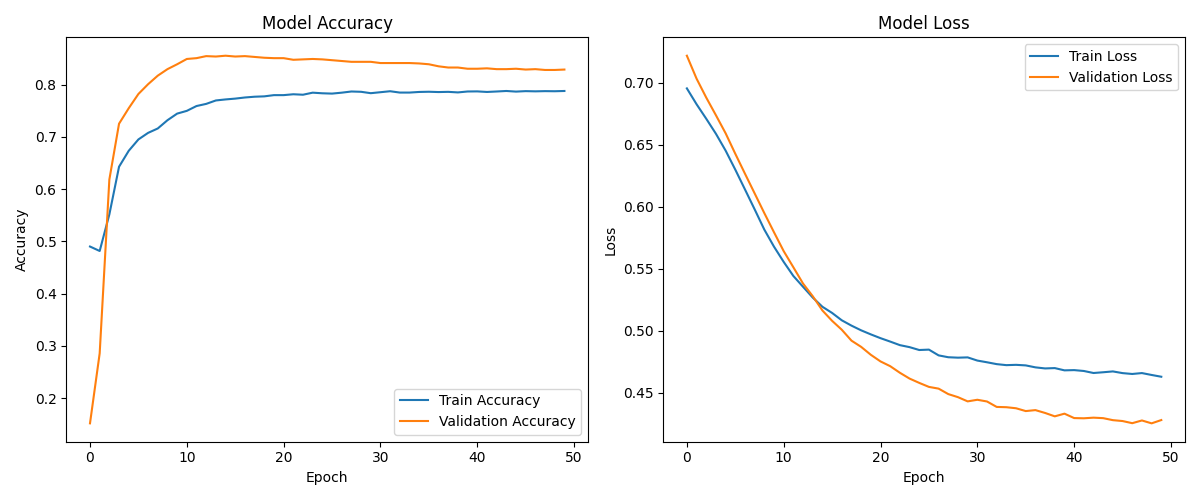 Model Accuracy
Accuracy
0.8
0.7
0.6
0.5
0.4
0.3
0.2
0 10 20 30 40 50
Epoch
Train Accuracy
Validation Accuracy
Model Loss
Loss
0.70
0.65
0.60
0.55
0.50
0.45
0 10 20 30 40 50
Epoch
Train Loss
Validation Loss